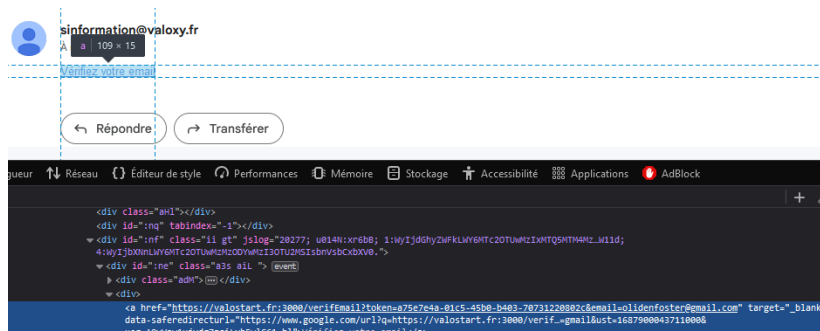 sinformation@valoxy.fr
À
a 109 × 15
Vérifiez votre email
Répondre Transférer
gueur Réseau Éditeur de style Performances Mémoire Stockage Accessibilité Applications AdBlock
<div class="aHl"></div>
<div id=":nq" tabindex="-1"></div>
<div id=":nf" class="ii gt" jslog="20277; u014N:xr6bB; 1:WyIjdGhyZWFkLWY6MTc2OTUwMzIxMTQ5MTM4Mz…W11d;
4:WyIjbXNnLWY6MTc2OTUwMzMzODYwMzI3OTU2MSIsbnVsbCxbXV0.">
<div id=":ne" class="a3s aiL "> event
<div class="adM"> </div>
<div>
<a href="https://valostart.fr:3000/verifEmail?token=a75e7e4a-01c5-45b0-b403-70731220802c&email=olidenfoster@gmail.com" target="_blank
data-saferedirecturl="https://www.google.com/url?q=https://valostart.fr:3000/verif…=gmail&ust=1687900043711000&